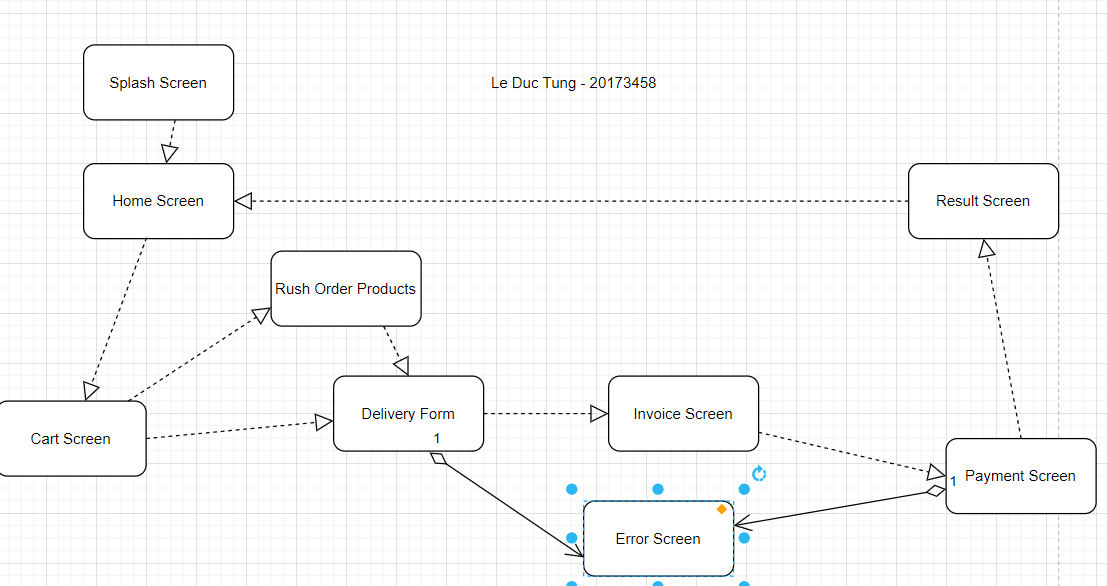 Splash Screen
Le Duc Tung - 20173458
Home Screen
Result Screen
Rush Order Products
Cart Screen
Delivery Form
1
Invoice Screen
1
Payment Screen
Error Screen